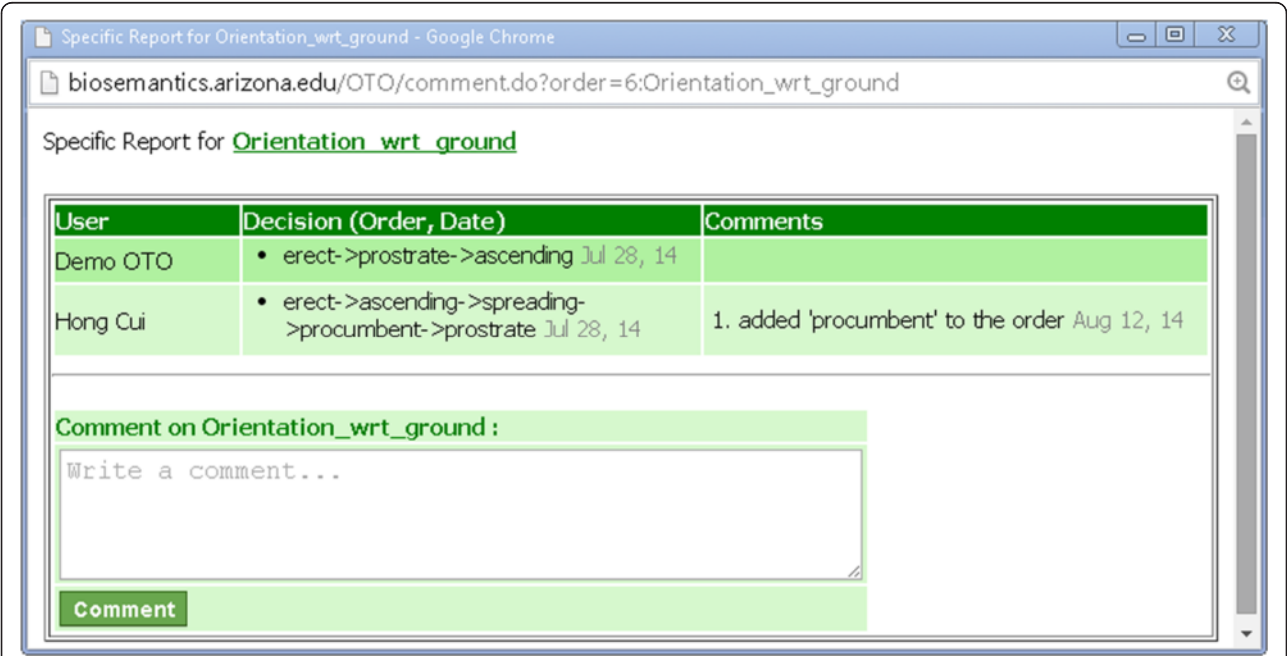 Specific Report for Orientation_wrt_ground - Google Chrome
biosemantics.arizona.edu/OTO/comment.do?order=6:Orientation_wrt_ground
Specific Report for Orientation_wrt_ground
User Decision (Order, Date) Comments
Demo OTO • erect->prostrate->ascending Jul 28, 14
• erect->ascending->spreading-
Hong Cui >procumbent->prostrate Jul 28, 14 1. added 'procumbent' to the order Aug 12, 14
Comment on Orientation_wrt_ground :
Write a comment...
Comment